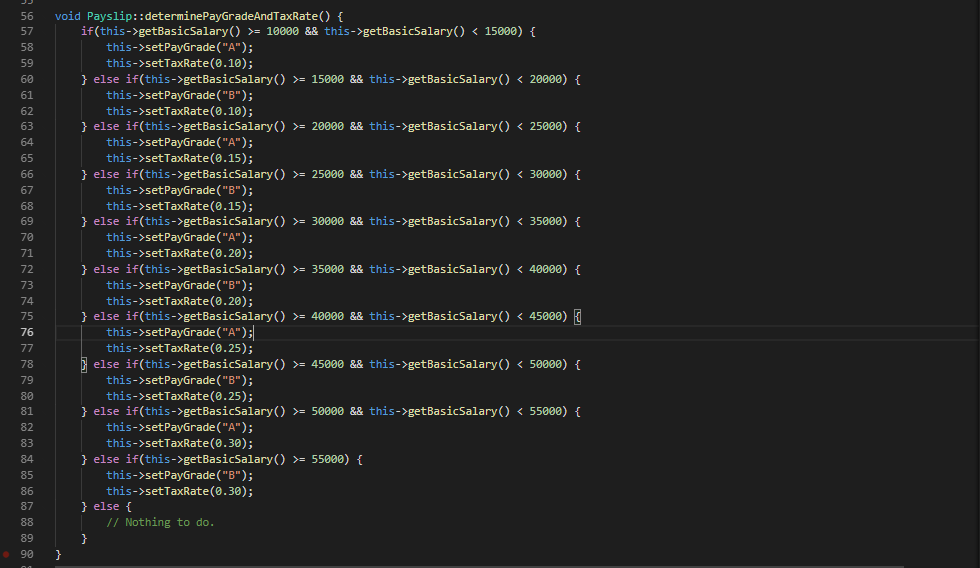 56 void Payslip::determinePayGradeAndTaxRate() {
57     if(this->getBasicSalary() >= 10000 && this->getBasicSalary() < 15000) {
58         this->setPayGrade("A");
59         this->setTaxRate(0.10);
60     } else if(this->getBasicSalary() >= 15000 && this->getBasicSalary() < 20000) {
61         this->setPayGrade("B");
62         this->setTaxRate(0.10);
63     } else if(this->getBasicSalary() >= 20000 && this->getBasicSalary() < 25000) {
64         this->setPayGrade("A");
65         this->setTaxRate(0.15);
66     } else if(this->getBasicSalary() >= 25000 && this->getBasicSalary() < 30000) {
67         this->setPayGrade("B");
68         this->setTaxRate(0.15);
69     } else if(this->getBasicSalary() >= 30000 && this->getBasicSalary() < 35000) {
70         this->setPayGrade("A");
71         this->setTaxRate(0.20);
72     } else if(this->getBasicSalary() >= 35000 && this->getBasicSalary() < 40000) {
73         this->setPayGrade("B");
74         this->setTaxRate(0.20);
75     } else if(this->getBasicSalary() >= 40000 && this->getBasicSalary() < 45000) {
76         this->setPayGrade("A");
77         this->setTaxRate(0.25);
78     } else if(this->getBasicSalary() >= 45000 && this->getBasicSalary() < 50000) {
79         this->setPayGrade("B");
80         this->setTaxRate(0.25);
81     } else if(this->getBasicSalary() >= 50000 && this->getBasicSalary() < 55000) {
82         this->setPayGrade("A");
83         this->setTaxRate(0.30);
84     } else if(this->getBasicSalary() >= 55000) {
85         this->setPayGrade("B");
86         this->setTaxRate(0.30);
87     } else {
88         // Nothing to do.
89     }
90 }